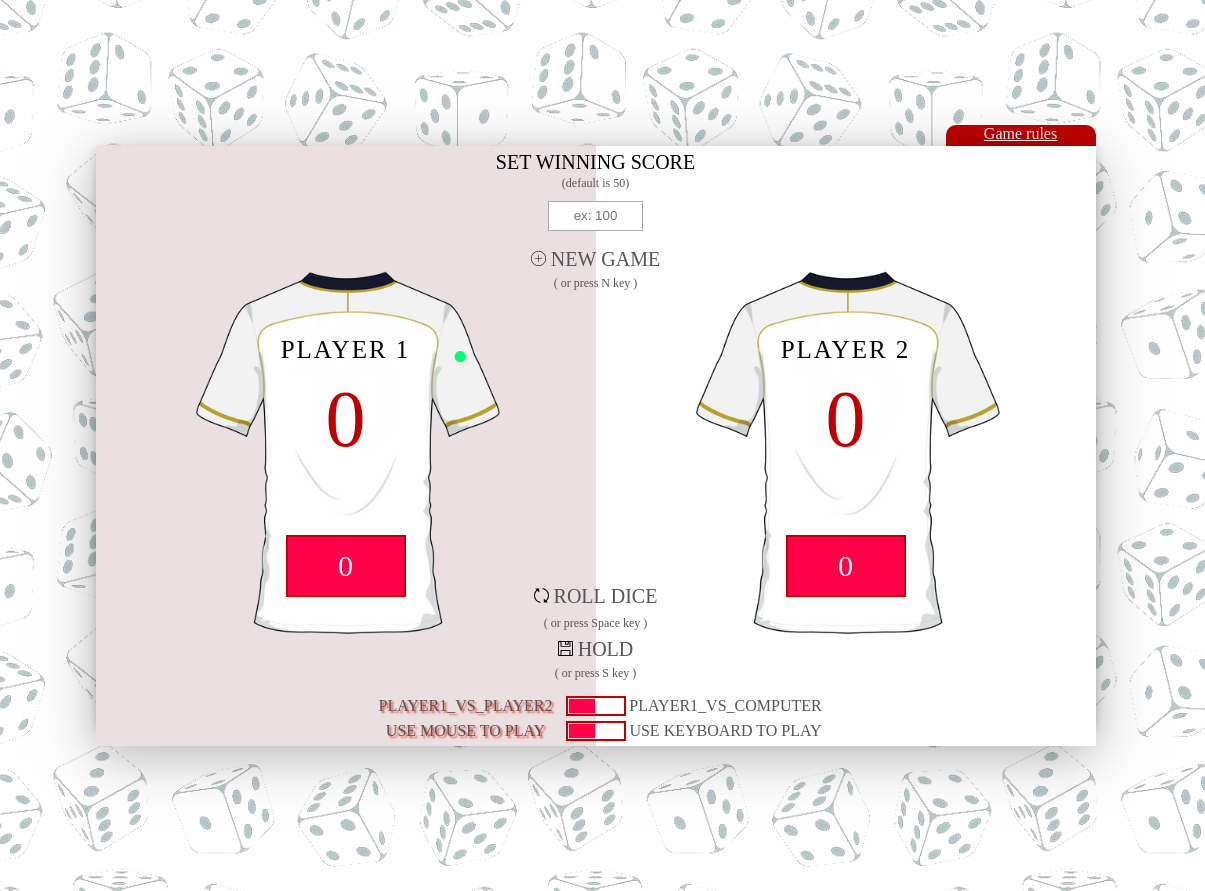 Game rules
SET WINNING SCORE
(default is 50)
ex: 100
NEW GAME
( or press N key )
PLAYER 1
0
0
PLAYER 2
0
0
ROLL DICE
( or press Space key )
HOLD
( or press S key )
PLAYER1_VS_PLAYER2 PLAYER1_VS_COMPUTER
USE MOUSE TO PLAY USE KEYBOARD TO PLAY